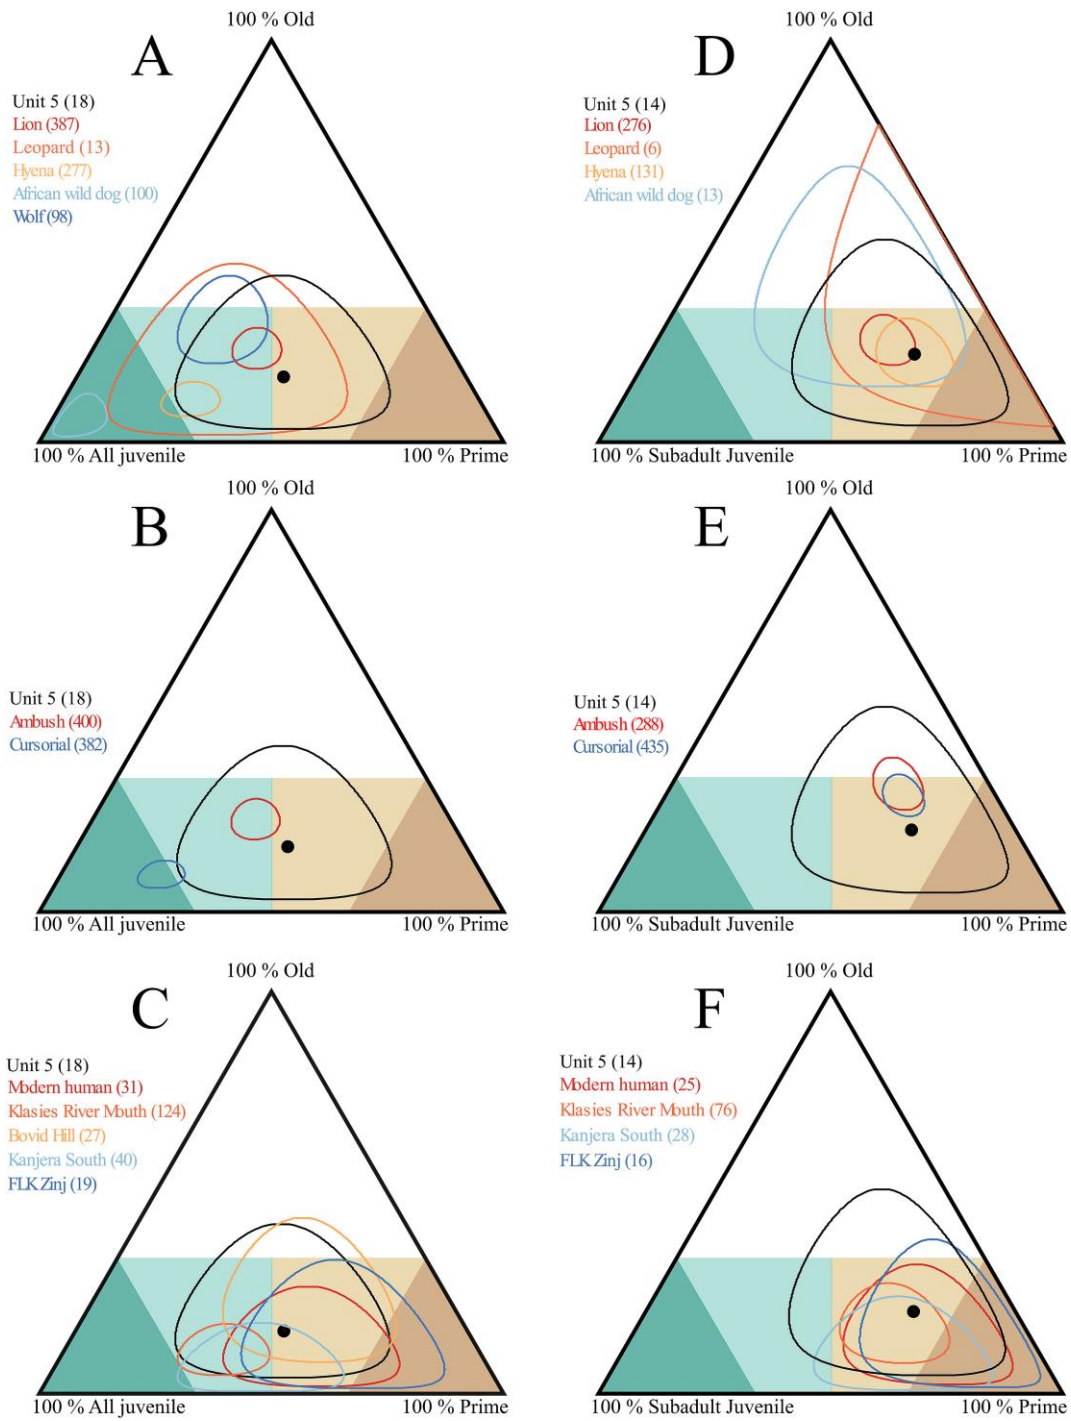 100 % Old
A
Unit 5 (18)
Lion (387)
Leopard (13)
Hyena (277)
African wild dog (100)
Wolf (98)
100 % All juvenile
100 % Prime
100 % Old
D
Unit 5 (14)
Lion (276)
Leopard (6)
Hyena (131)
African wild dog (13)
100 % Subadult Juvenile
100 % Prime
100 % Old
B
Unit 5 (18)
Ambush (400)
Cursorial (382)
100 % All juvenile
100 % Prime
100 % Old
E
Unit 5 (14)
Ambush (288)
Cursorial (435)
100 % Subadult Juvenile
100 % Prime
100 % Old
C
Unit 5 (18)
Modern human (31)
Klasies River Mouth (124)
Bovid Hill (27)
Kanjera South (40)
FLK Zinj (19)
100 % All juvenile
100 % Prime
100 % Old
F
Unit 5 (14)
Modern human (25)
Klasies River Mouth (76)
Kanjera South (28)
FLK Zinj (16)
100 % Subadult Juvenile
100 % Prime